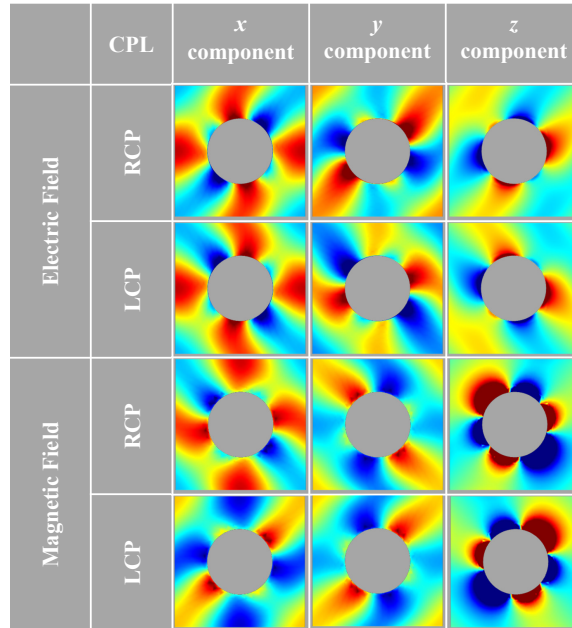 CPL
x
component
y
component
z
component
Electric Field
RCP
LCP
Magnetic Field
RCP
LCP